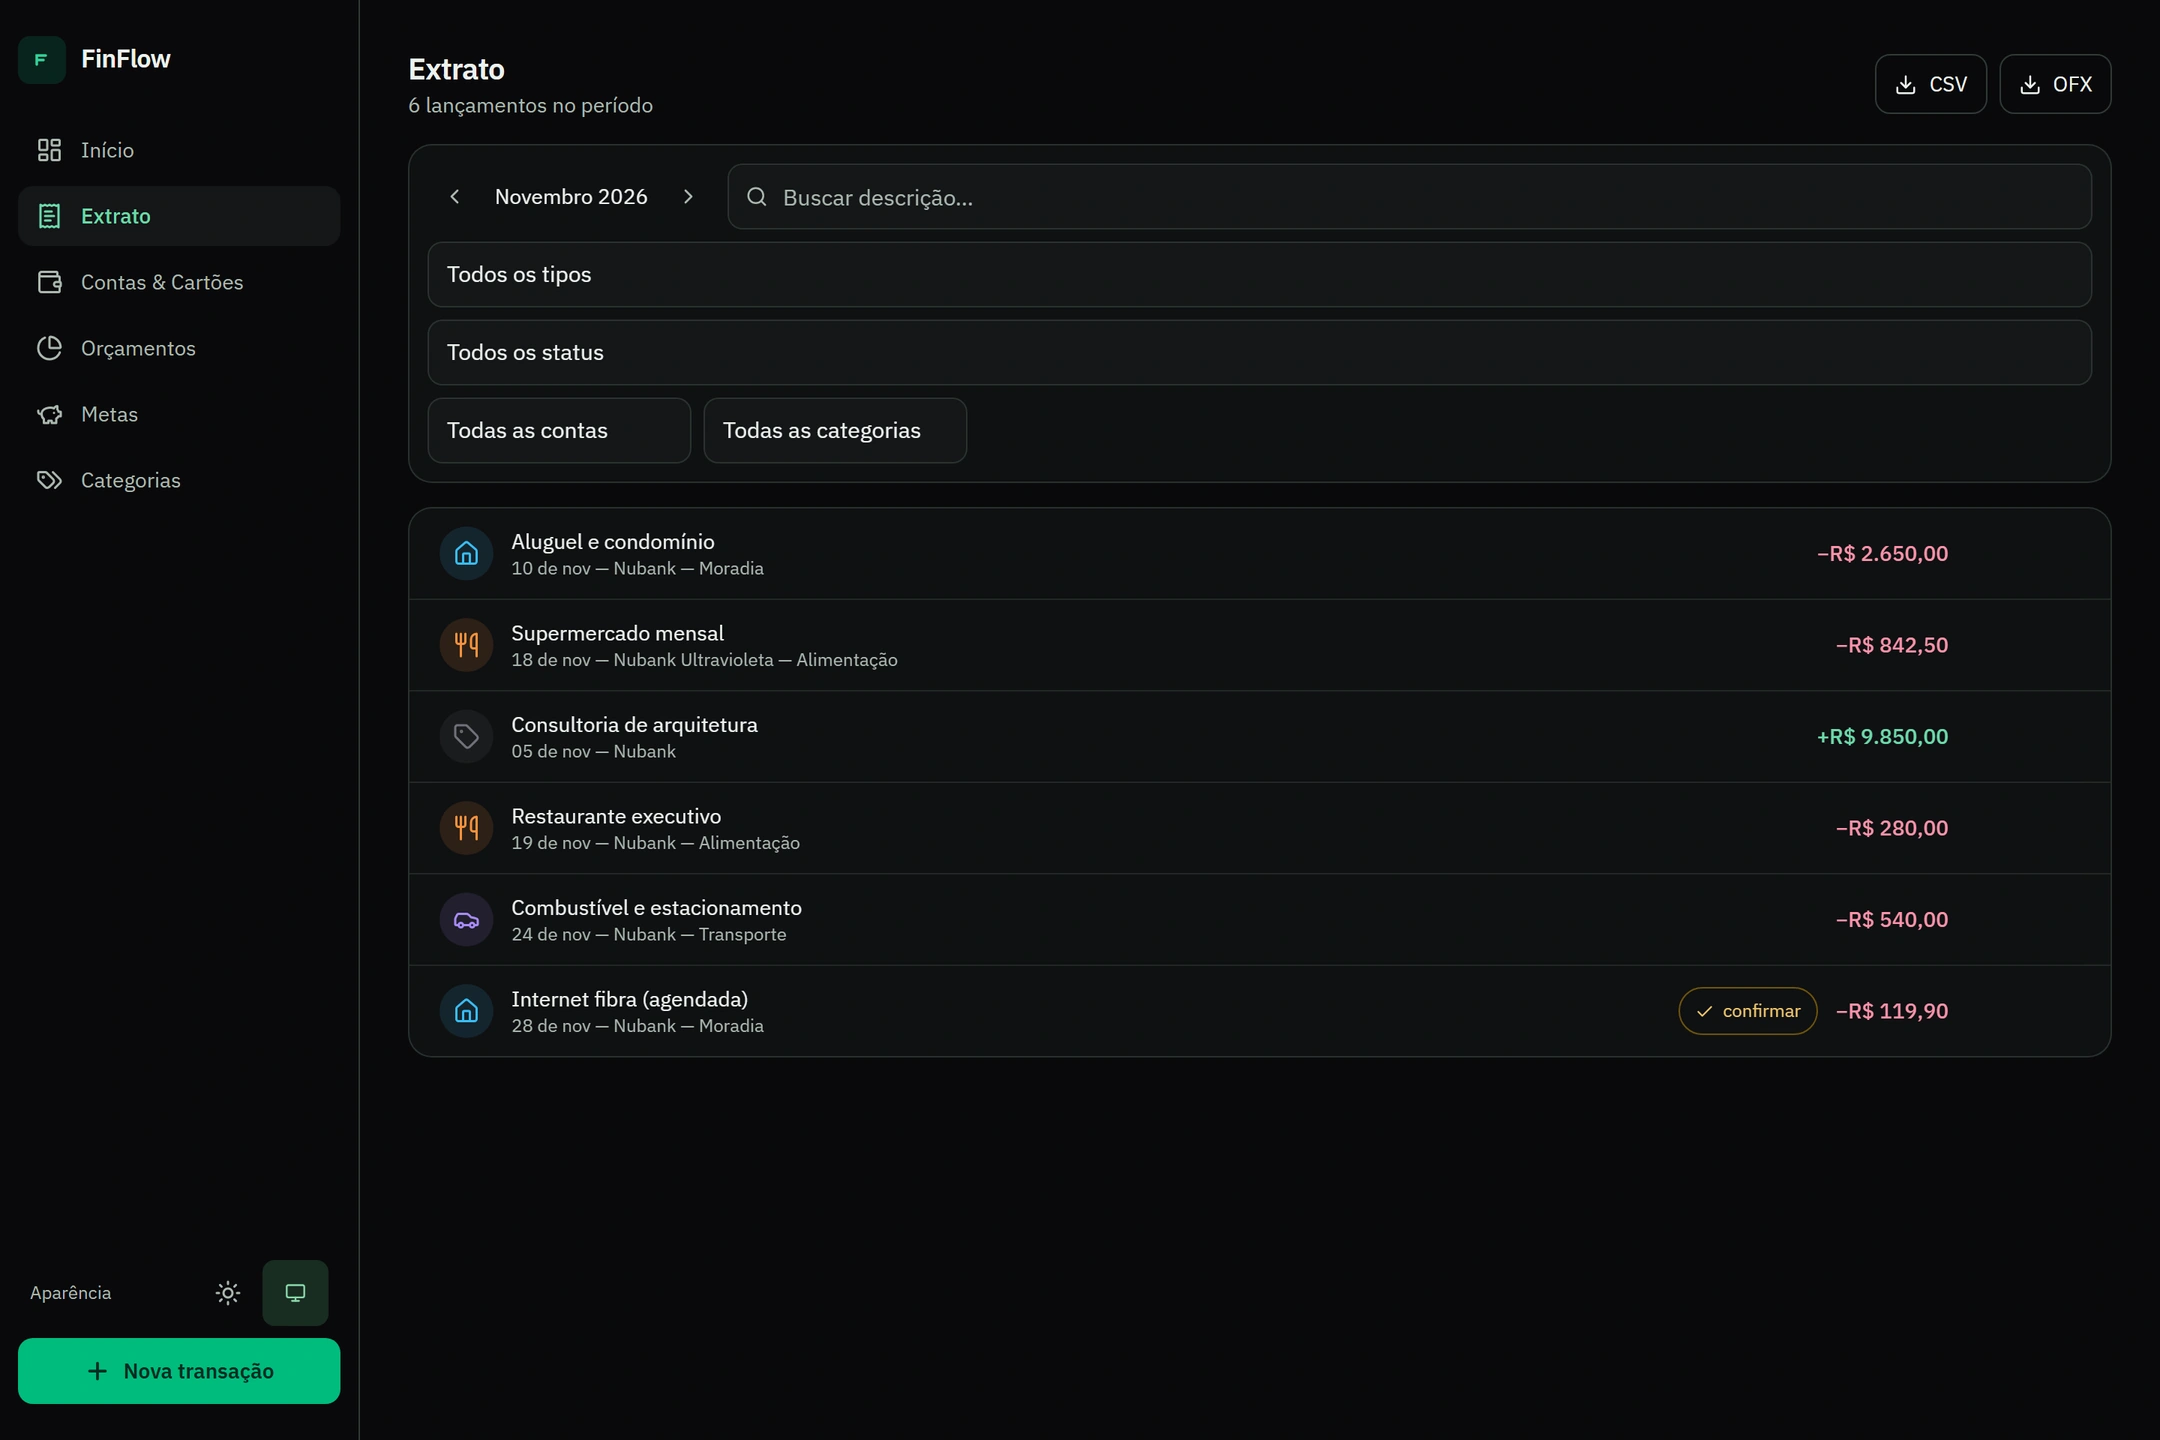 F FinFlow
Início
Extrato
Contas & Cartões
Orçamentos
Metas
Categorias
Aparência
Nova transação
Extrato
6 lançamentos no período
CSV OFX
Novembro 2026 Buscar descrição...
Todos os tipos
Todos os status
Todas as contas Todas as categorias
Aluguel e condomínio
10 de nov — Nubank — Moradia
−R$ 2.650,00
Supermercado mensal
18 de nov — Nubank Ultravioleta — Alimentação
−R$ 842,50
Consultoria de arquitetura
05 de nov — Nubank
+R$ 9.850,00
Restaurante executivo
19 de nov — Nubank — Alimentação
−R$ 280,00
Combustível e estacionamento
24 de nov — Nubank — Transporte
−R$ 540,00
Internet fibra (agendada)
28 de nov — Nubank — Moradia
confirmar −R$ 119,90